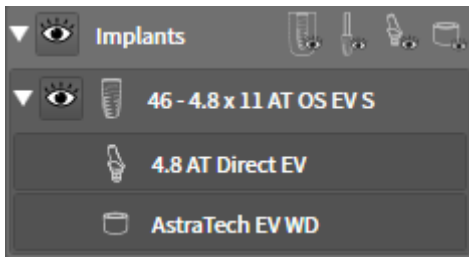 Implants
46 - 4.8 x 11 AT OS EV S
4.8 AT Direct EV
AstraTech EV WD